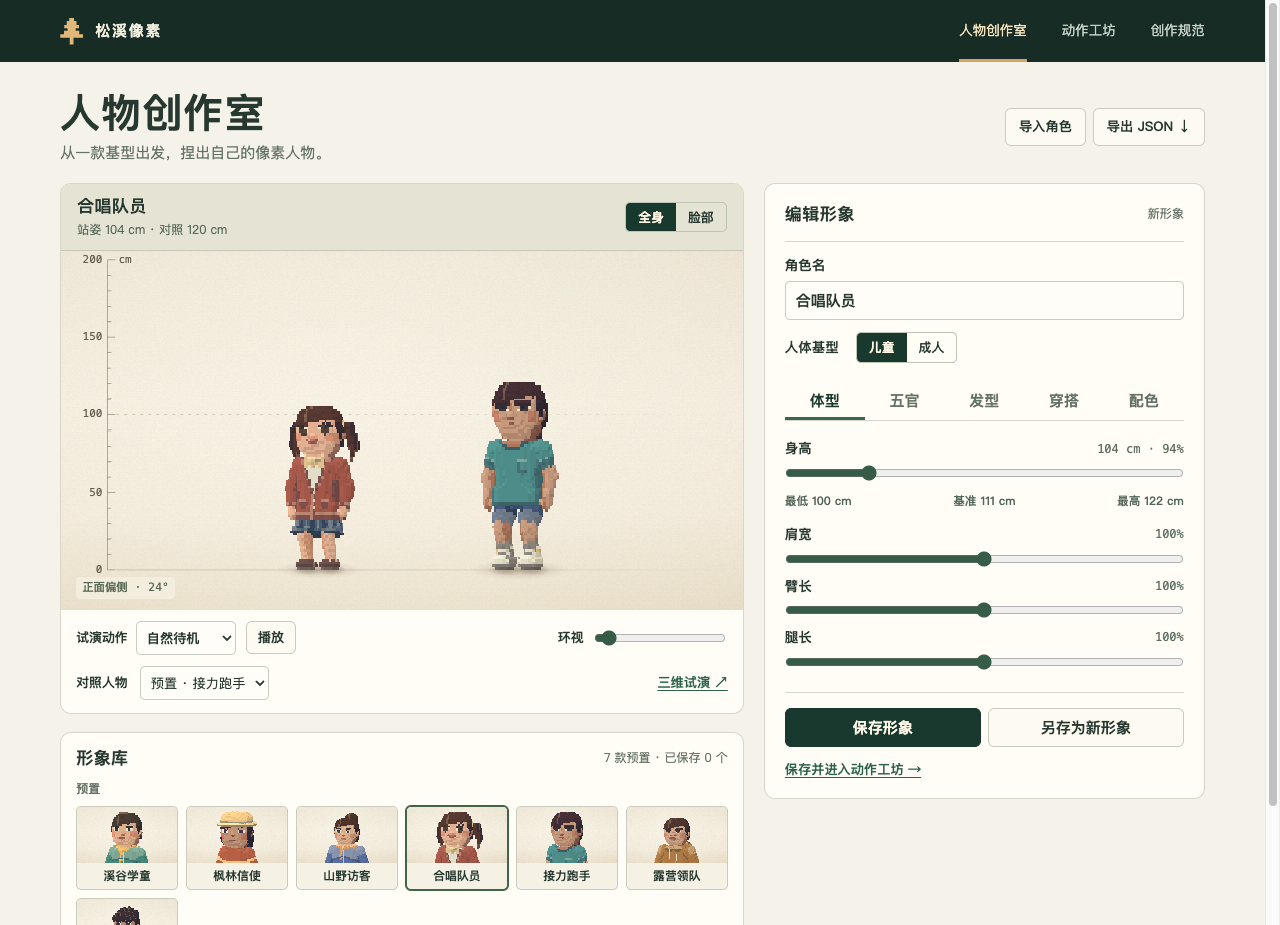 松溪像素
人物创作室 动作工坊 创作规范
人物创作室
从一款基型出发，捏出自己的像素人物。
导入角色 导出 JSON ↓
合唱队员
站姿 104 cm · 对照 120 cm
全身 脸部
200 cm
150
100
50
0
正面偏侧 · 24°
试演动作 自然待机 播放 环视
对照人物 预置 · 接力跑手 三维试演 ↗
形象库 7 款预置 · 已保存 0 个
预置
溪谷学童 枫林信使 山野访客 合唱队员 接力跑手 露营领队
编辑形象 新形象
角色名
合唱队员
人体基型 儿童 成人
体型 五官 发型 穿搭 配色
身高 104 cm · 94%
最低 100 cm 基准 111 cm 最高 122 cm
肩宽 100%
臂长 100%
腿长 100%
保存形象 另存为新形象
保存并进入动作工坊 →